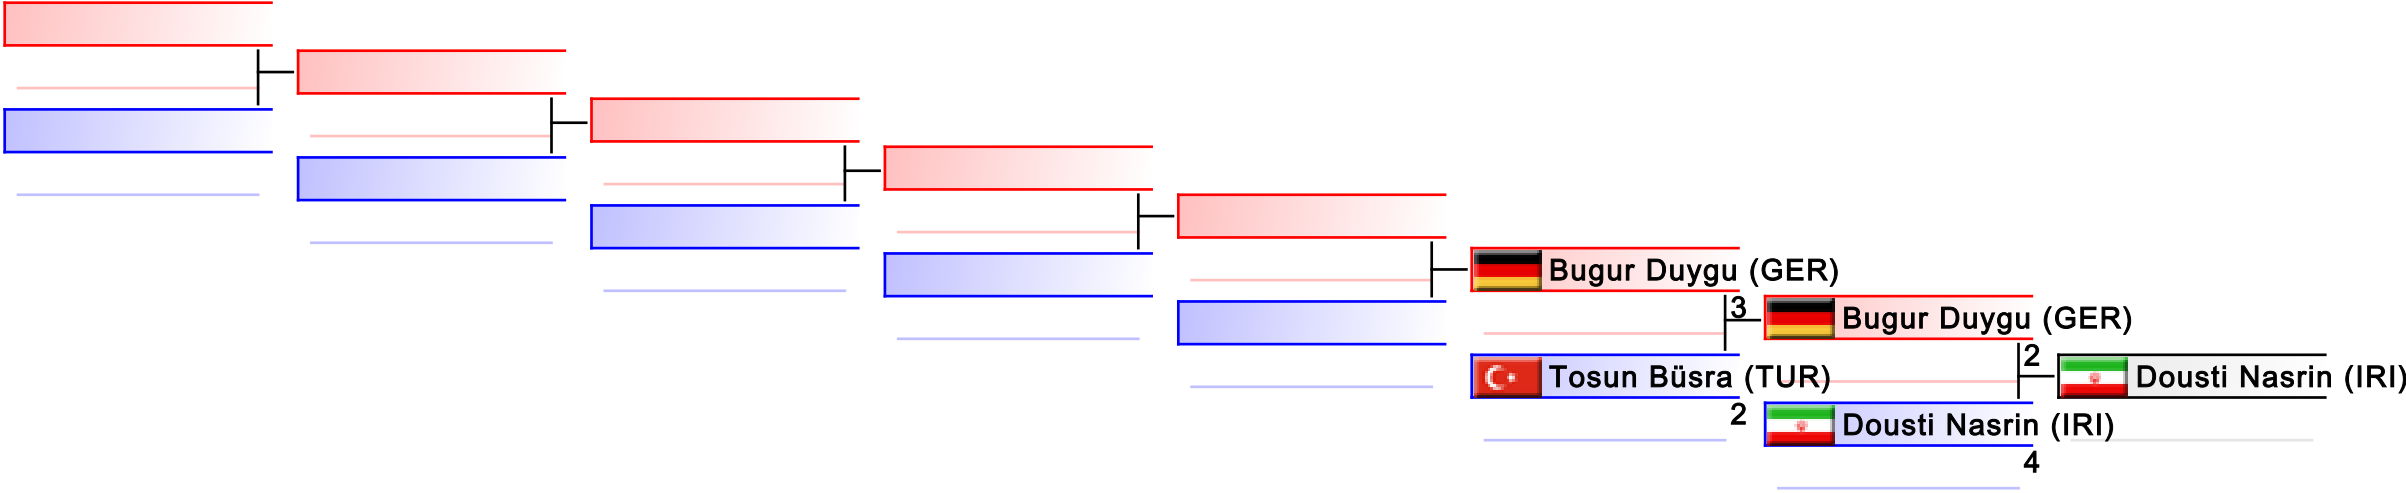 Bugur Duygu (GER)
3
Bugur Duygu (GER)
2
Tosun Büsra (TUR)
2
Dousti Nasrin (IRI)
Dousti Nasrin (IRI)
4